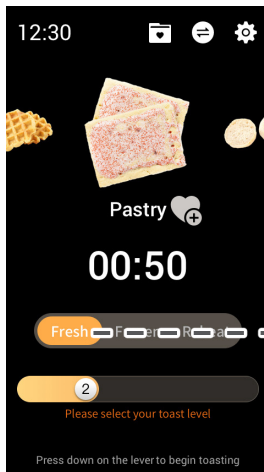 12:30
Pastry
00:50
Fresh
2
Please select your toast level
Press down on the lever to begin toasting